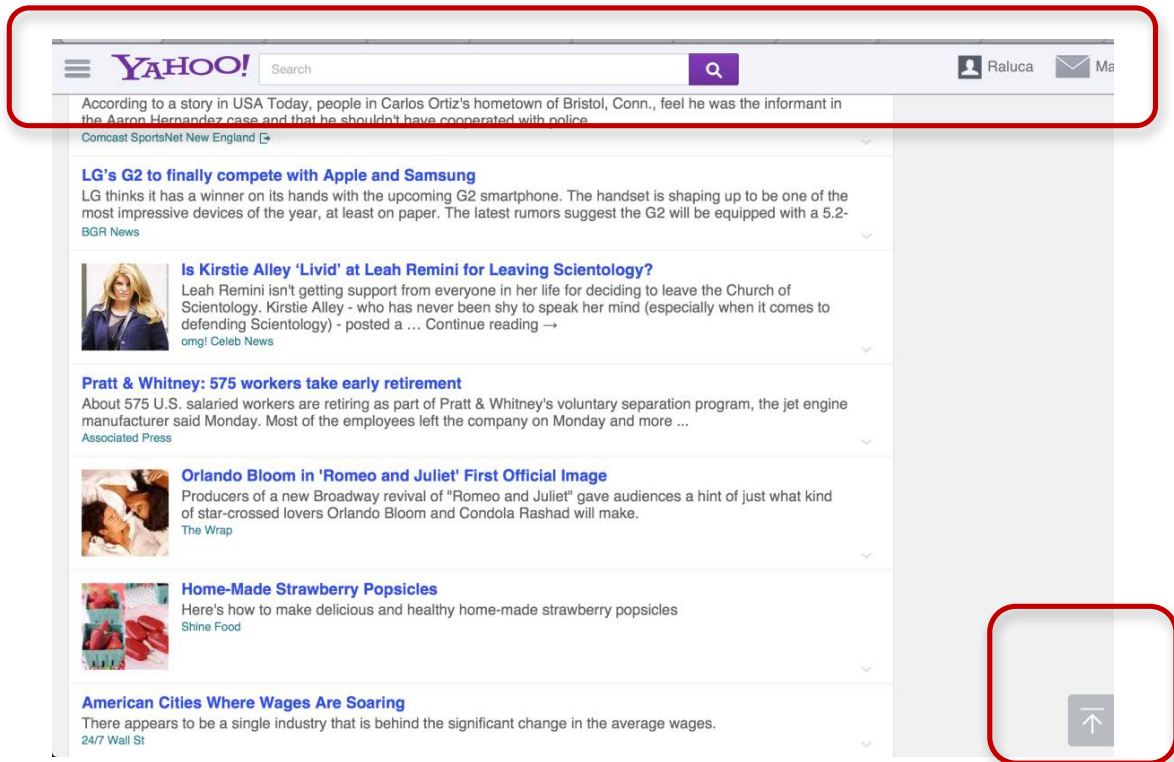 YAHOO!
Search
Raluca
Ma
According to a story in USA Today, people in Carlos Ortiz's hometown of Bristol, Conn., feel he was the informant in
the Aaron Hernandez case and that he shouldn't have cooperated with police.
Comcast SportsNet New England
LG's G2 to finally compete with Apple and Samsung
LG thinks it has a winner on its hands with the upcoming G2 smartphone. The handset is shaping up to be one of the
most impressive devices of the year, at least on paper. The latest rumors suggest the G2 will be equipped with a 5.2-
BGR News
Is Kirstie Alley 'Livid' at Leah Remini for Leaving Scientology?
Leah Remini isn't getting support from everyone in her life for deciding to leave the Church of
Scientology. Kirstie Alley - who has never been shy to speak her mind (especially when it comes to
defending Scientology) - posted a … Continue reading →
omg! Celeb News
Pratt & Whitney: 575 workers take early retirement
About 575 U.S. salaried workers are retiring as part of Pratt & Whitney's voluntary separation program, the jet engine
manufacturer said Monday. Most of the employees left the company on Monday and more ...
Associated Press
Orlando Bloom in 'Romeo and Juliet' First Official Image
Producers of a new Broadway revival of "Romeo and Juliet" gave audiences a hint of just what kind
of star-crossed lovers Orlando Bloom and Condola Rashad will make.
The Wrap
Home-Made Strawberry Popsicles
Here's how to make delicious and healthy home-made strawberry popsicles
Shine Food
American Cities Where Wages Are Soaring
There appears to be a single industry that is behind the significant change in the average wages.
24/7 Wall St